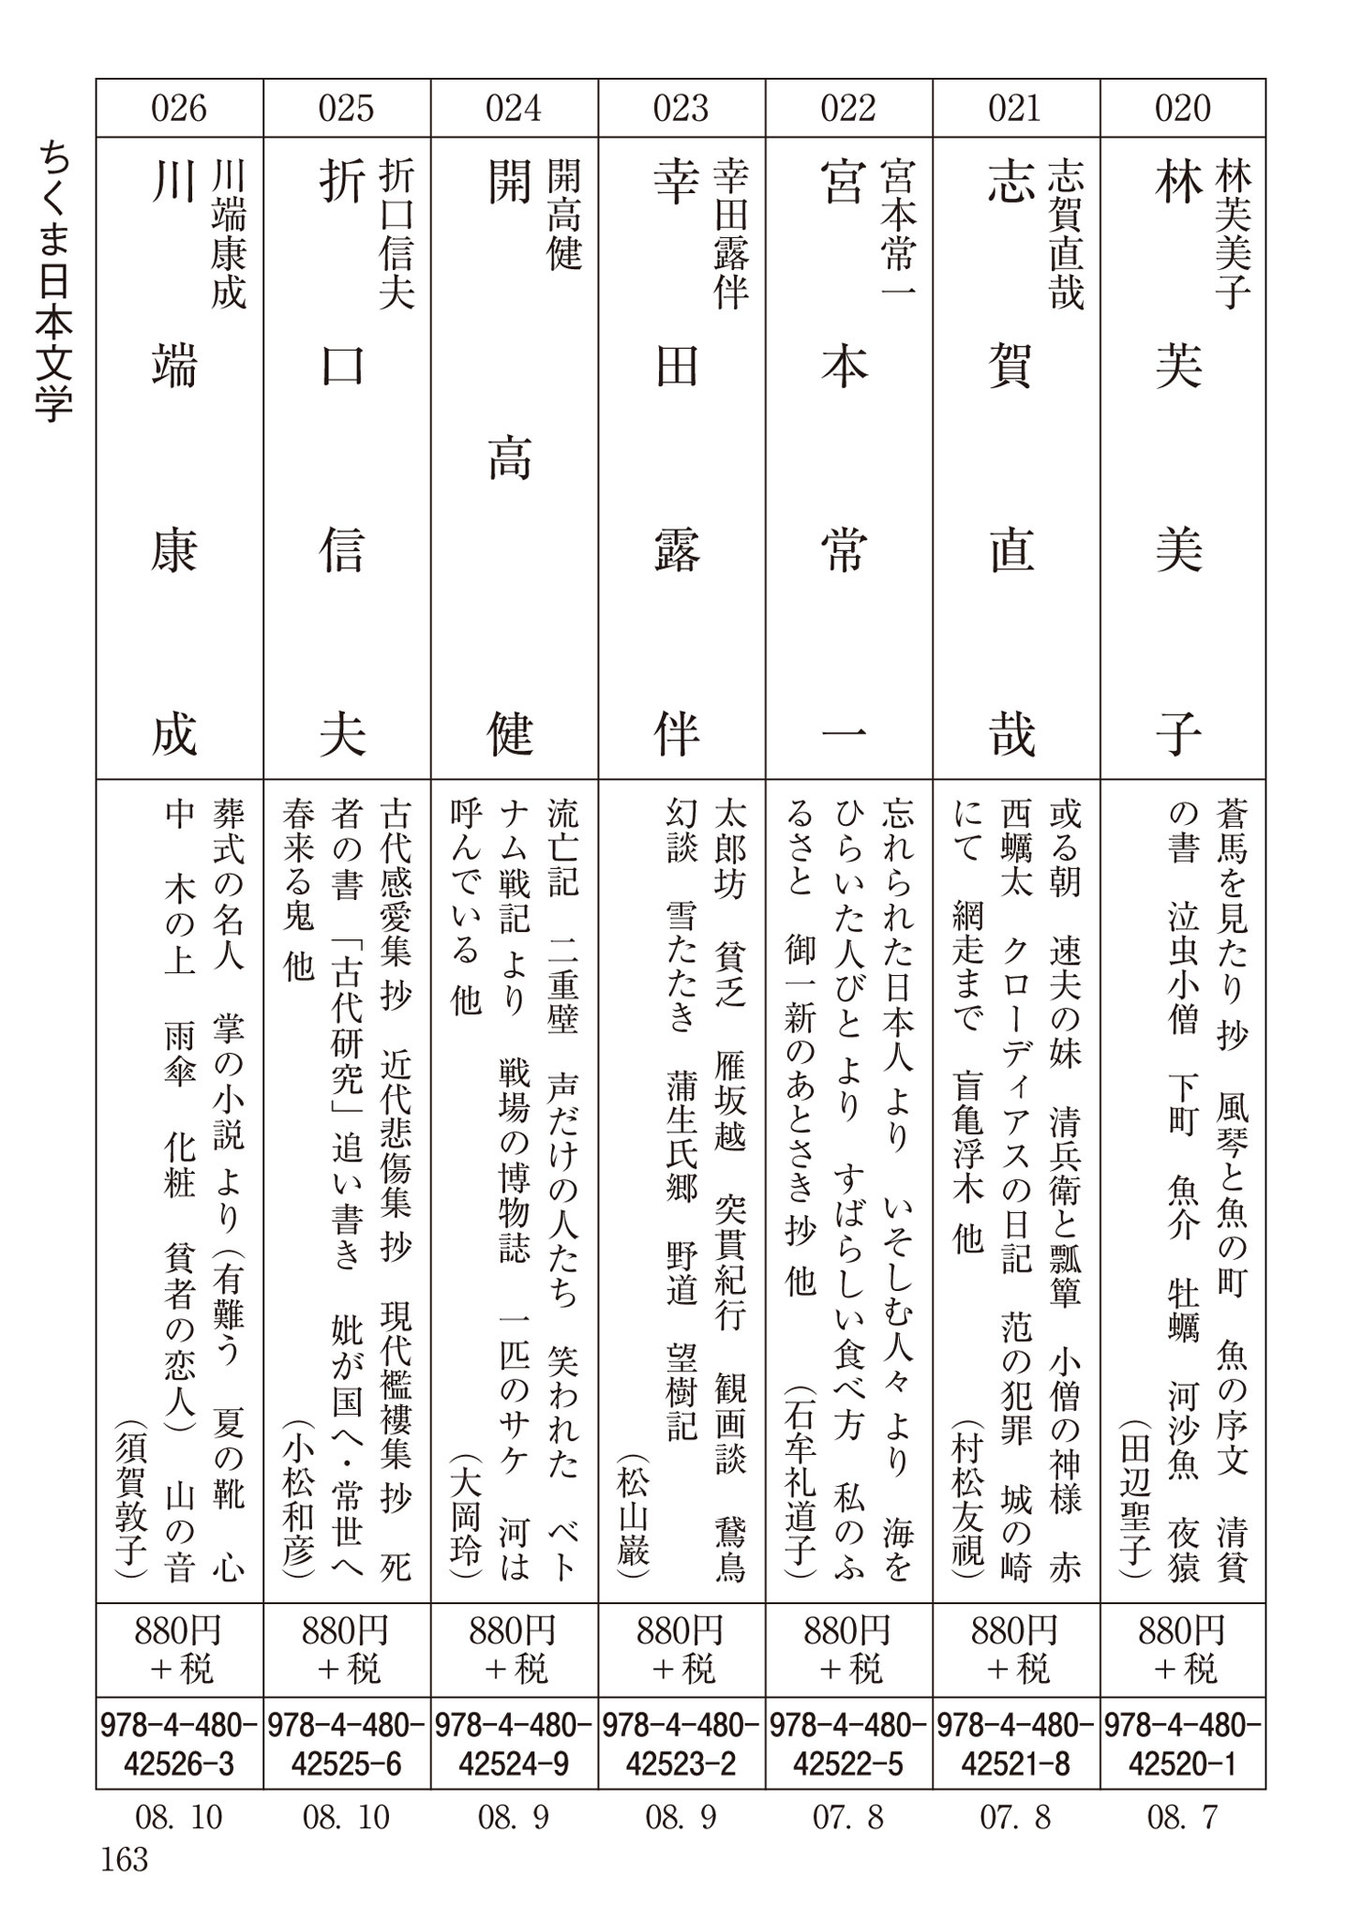 ちくま日本文学
020
林芙美子
林芙美子
蒼馬を見たり 抄　風琴と魚の町　魚の序文　清貧
の書　泣虫小僧　下町　魚介　牡蠣　河沙魚　夜猿
（田辺聖子）
880円
＋税
978-4-480-
42520-1
08. 7
021
志賀直哉
志賀直哉
或る朝　速夫の妹　清兵衛と瓢簞　小僧の神様　赤
西蠣太　クローディアスの日記　范の犯罪　城の崎
にて　網走まで　盲亀浮木 他
（村松友視）
880円
＋税
978-4-480-
42521-8
07. 8
022
宮本常一
宮本常一
忘れられた日本人 より　いそしむ人々 より　海を
ひらいた人びと より　すばらしい食べ方　私のふ
るさと　御一新のあとさき 抄 他
（石牟礼道子）
880円
＋税
978-4-480-
42522-5
07. 8
023
幸田露伴
幸田露伴
太郎坊　貧乏　雁坂越　突貫紀行　観画談　鵞鳥
幻談　雪たたき　蒲生氏郷　野道　望樹記
（松山巖）
880円
＋税
978-4-480-
42523-2
08. 9
024
開高健
開高健
流亡記　二重壁　声だけの人たち　笑われた　ベト
ナム戦記 より　戦場の博物誌　一匹のサケ　河は
呼んでいる 他
（大岡玲）
880円
＋税
978-4-480-
42524-9
08. 9
025
折口信夫
折口信夫
古代感愛集 抄　近代悲傷集 抄　現代襤褸集 抄　死
者の書　「古代研究」追い書き　妣が国へ・常世へ
春来る鬼 他
（小松和彦）
880円
＋税
978-4-480-
42525-6
08. 10
026
川端康成
川端康成
葬式の名人　掌の小説 より（有難う　夏の靴　心
中　木の上　雨傘　化粧　貧者の恋人）　山の音
（須賀敦子）
880円
＋税
978-4-480-
42526-3
08. 10
163